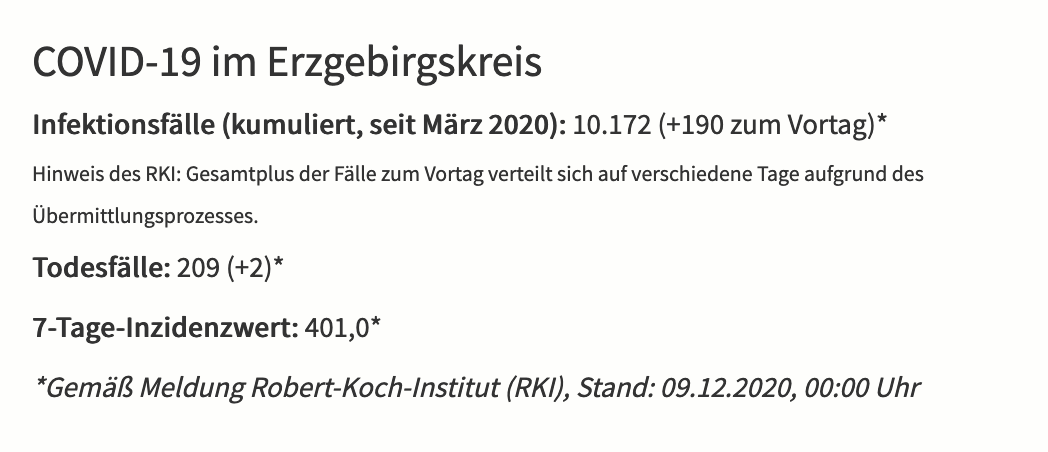 COVID-19 im Erzgebirgskreis
Infektionsfälle (kumuliert, seit März 2020): 10.172 (+190 zum Vortag)*
Hinweis des RKI: Gesamtplus der Fälle zum Vortag verteilt sich auf verschiedene Tage aufgrund des
Übermittlungsprozesses.
Todesfälle: 209 (+2)*
7-Tage-Inzidenzwert: 401,0*
*Gemäß Meldung Robert-Koch-Institut (RKI), Stand: 09.12.2020, 00:00 Uhr